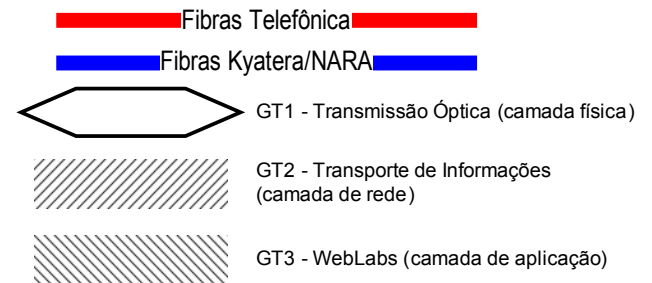 Fibras Telefônica
Fibras Kyatera/NARA
GT1 - Transmissão Óptica (camada física)
GT2 - Transporte de Informações
(camada de rede)
GT3 - WebLabs (camada de aplicação)